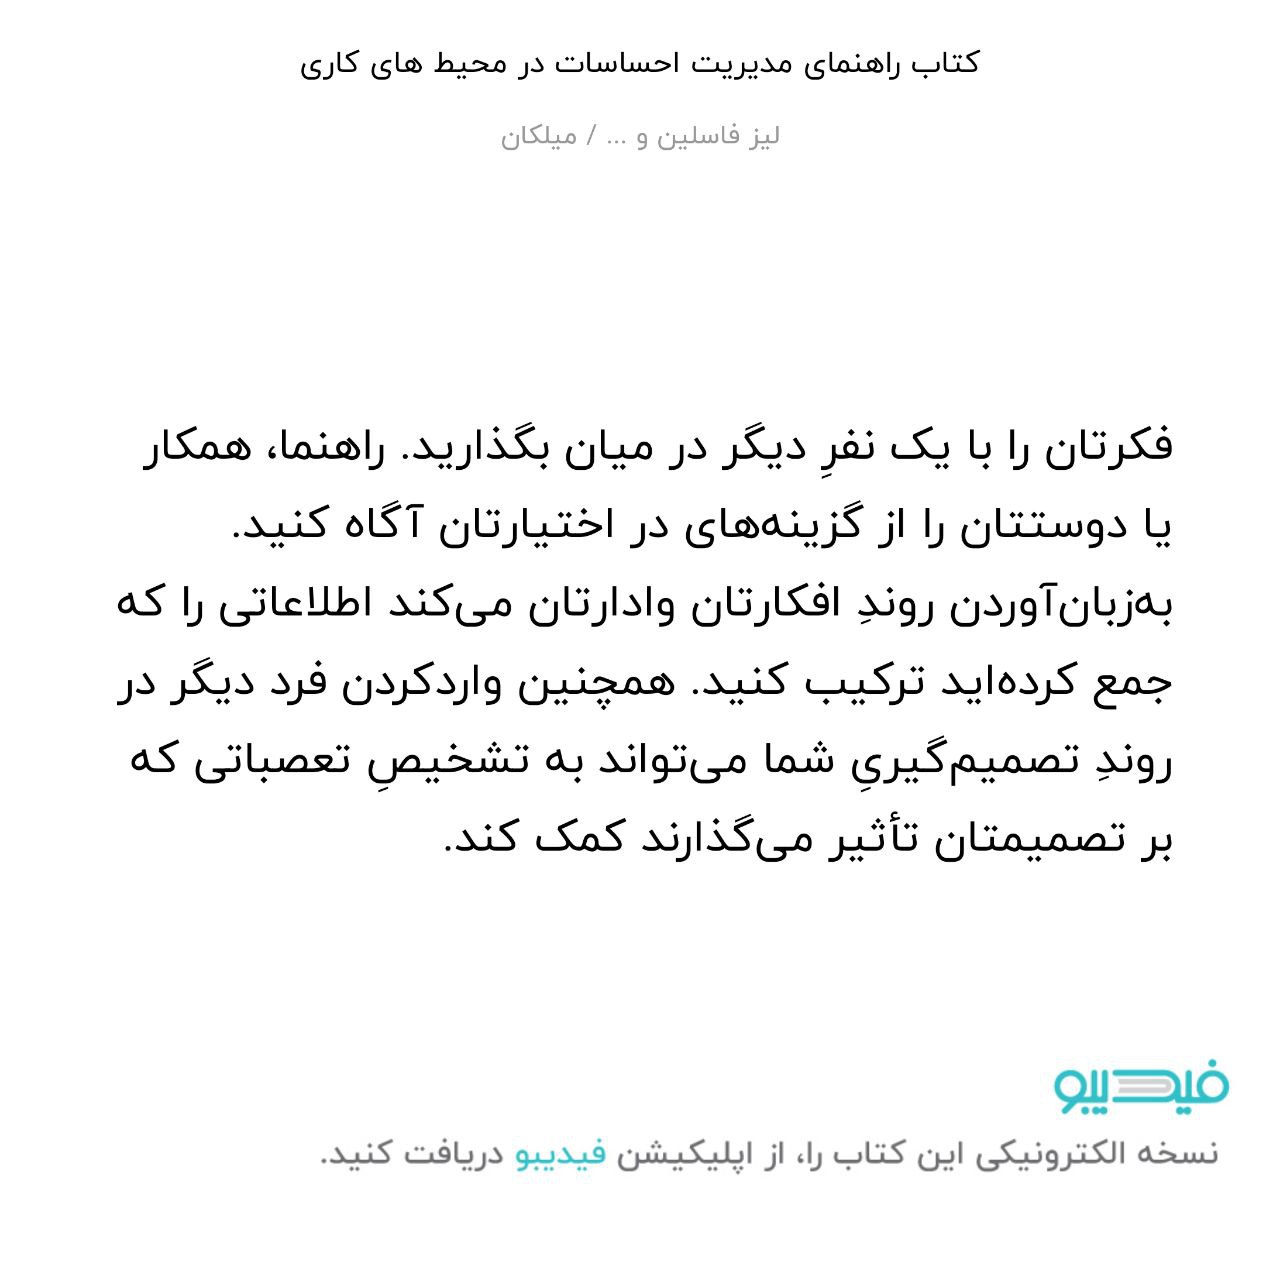 کتاب راهنمای مدیریت احساسات در محیط های کاری
لیز فاسلین و ... / میلکان
فکرتان را با یک نفرِ دیگر در میان بگذارید. راهنما، همکار
یا دوستتان را از گزینه‌های در اختیارتان آگاه کنید.
به‌زبان‌آوردن روندِ افکارتان وادارتان می‌کند اطلاعاتی را که
جمع کرده‌اید ترکیب کنید. همچنین واردکردن فرد دیگر در
روندِ تصمیم‌گیریِ شما می‌تواند به تشخیصِ تعصباتی که
بر تصمیمتان تأثیر می‌گذارند کمک کند.
فیدیبو
نسخه الکترونیکی این کتاب را، از اپلیکیشن فیدیبو دریافت کنید.